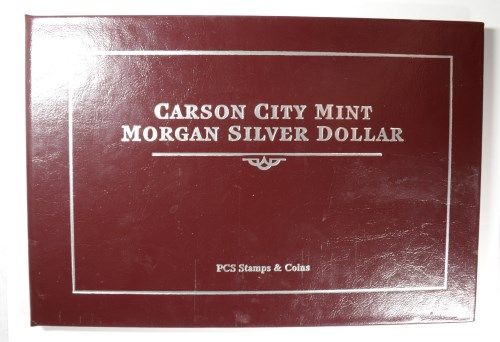 CARSON CITY MINT
MORGAN SILVER DOLLAR
PCS Stamps & Coins